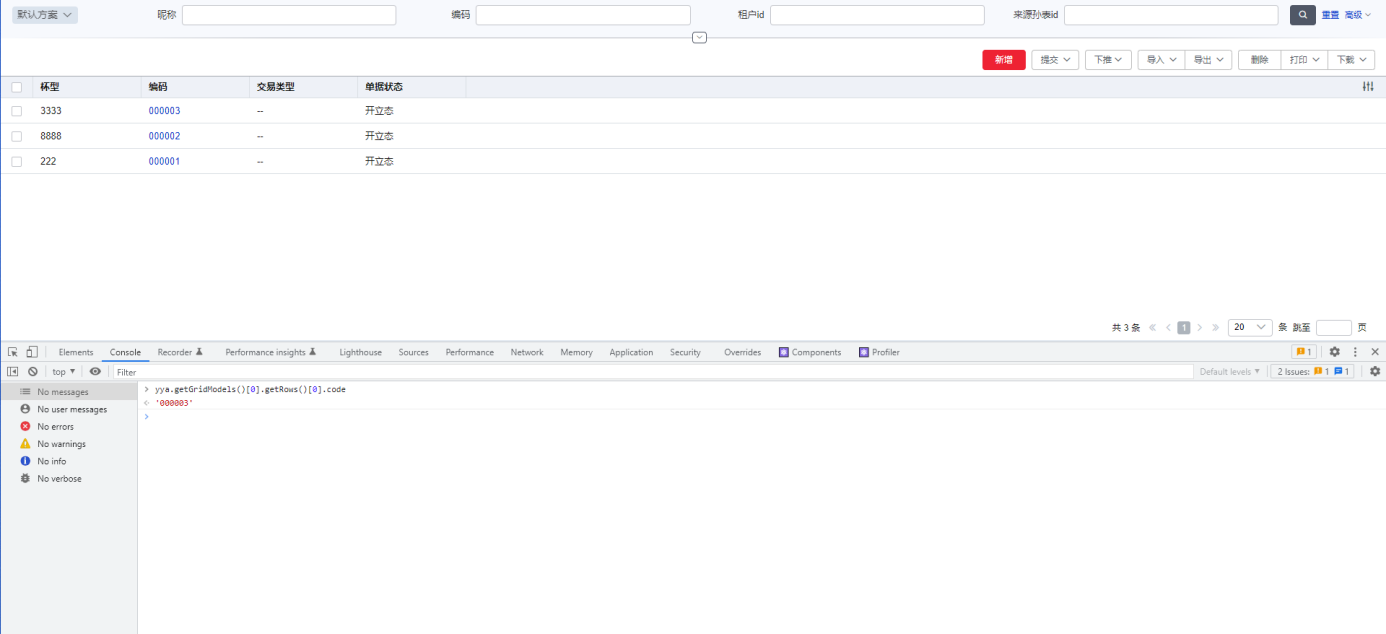 默认方案 昵称 编码 租户id 来源孙表id 重置 高级
新增 提交 下推 导入 导出 删除 打印 下载
杯型 编码 交易类型 单据状态
3333 000003 -- 开立态
8888 000002 -- 开立态
222 000001 -- 开立态
共 3 条 1 20 条 跳至 页
Elements Console Recorder Performance insights Lighthouse Sources Performance Network Memory Application Security Overrides Components Profiler 1
top Filter Default levels 2 Issues: 1 1
No messages
No user messages
No errors
No warnings
No info
No verbose
yya.getGridModels()[0].getRows()[0].code
'000003'